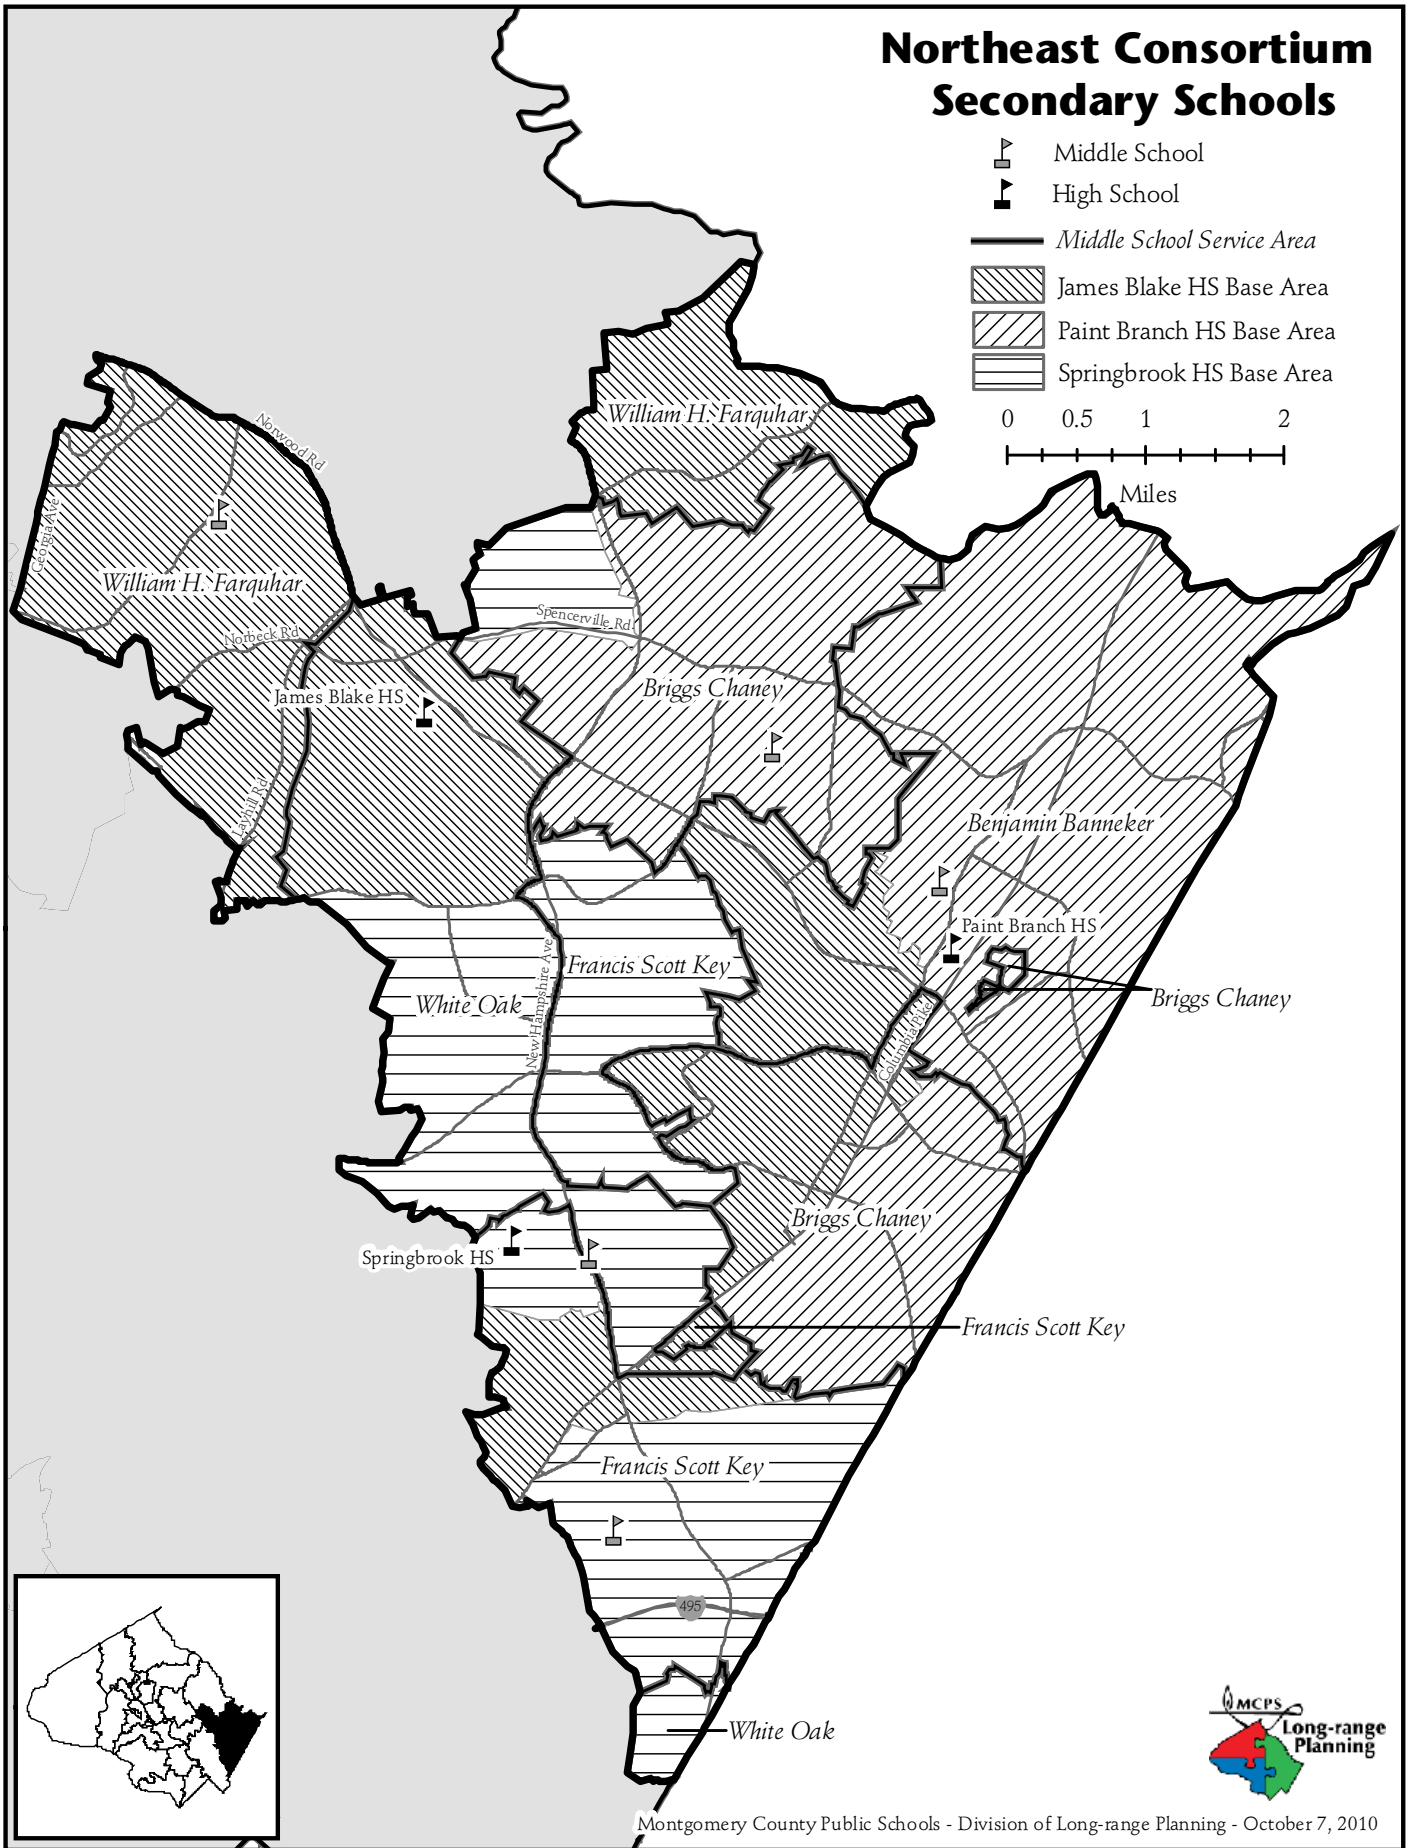 Northeast Consortium
Secondary Schools
Middle School
High School
Middle School Service Area
James Blake HS Base Area
Paint Branch HS Base Area
Springbrook HS Base Area
0 0.5 1 2
Miles
William H. Farquhar
Norwood Rd
Georgia Ave
William H. Farquhar
Spencerville Rd
Norbeck Rd
James Blake HS
Briggs Chaney
Layhill Rd
Benjamin Banneker
Paint Branch HS
Francis Scott Key
White Oak
New Hampshire Ave
Briggs Chaney
Columbia Pike
Briggs Chaney
Springbrook HS
Francis Scott Key
Francis Scott Key
495
White Oak
MCPS
Long-range
Planning
Montgomery County Public Schools - Division of Long-range Planning - October 7, 2010